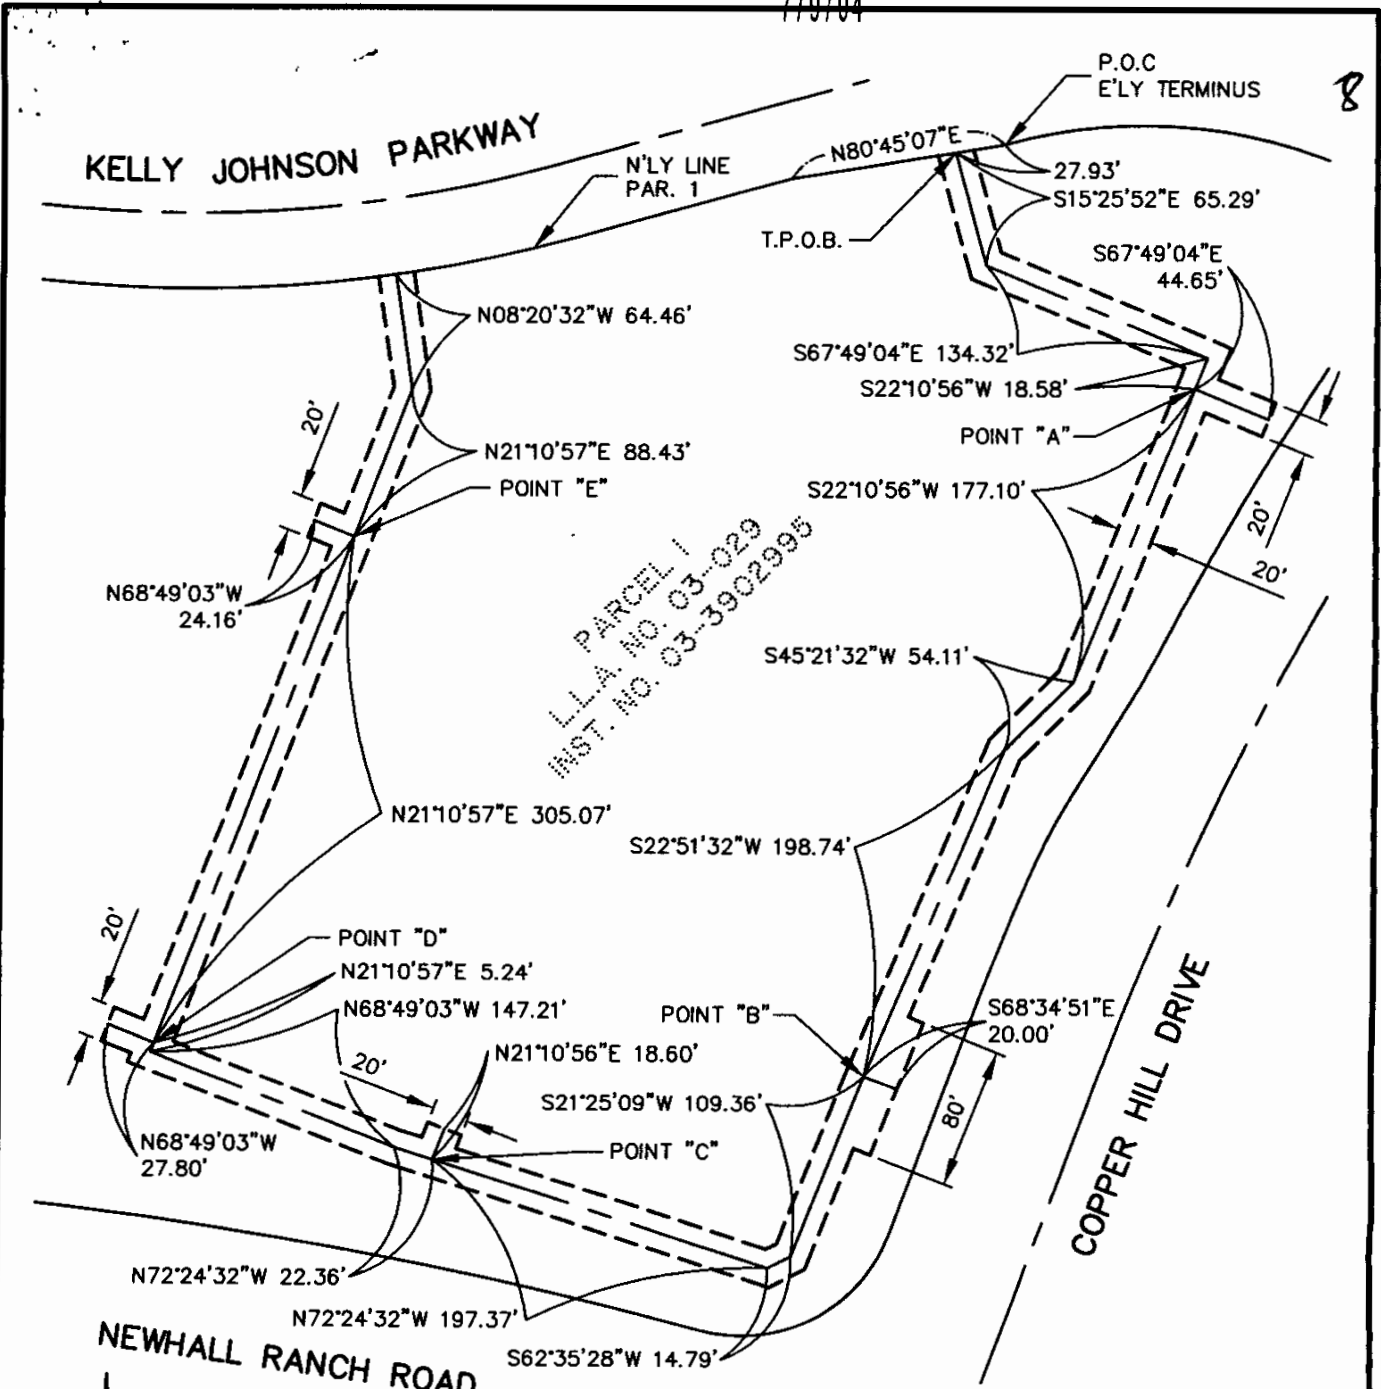 P.O.C
E'LY TERMINUS
8
KELLY JOHNSON PARKWAY
N80°45'07"E
N'LY LINE
PAR. 1
27.93'
S15°25'52"E 65.29'
T.P.O.B.
S67°49'04"E
44.65'
N08°20'32"W 64.46'
S67°49'04"E 134.32'
S22°10'56"W 18.58'
20'
POINT "A"
N21°10'57"E 88.43'
POINT "E"
S22°10'56"W 177.10'
20'
20'
PARCEL 1
L.L.A. NO. 03-029
INST. NO. 03-3902995
N68°49'03"W
24.16'
S45°21'32"W 54.11'
N21°10'57"E 305.07'
S22°51'32"W 198.74'
20'
POINT "D"
N21°10'57"E 5.24'
N68°49'03"W 147.21'
POINT "B"
S68°34'51"E
20.00'
COPPER HILL DRIVE
N21°10'56"E 18.60'
20'
S21°25'09"W 109.36'
80'
N68°49'03"W
27.80'
POINT "C"
N72°24'32"W 22.36'
N72°24'32"W 197.37'
NEWHALL RANCH ROAD
S62°35'28"W 14.79'